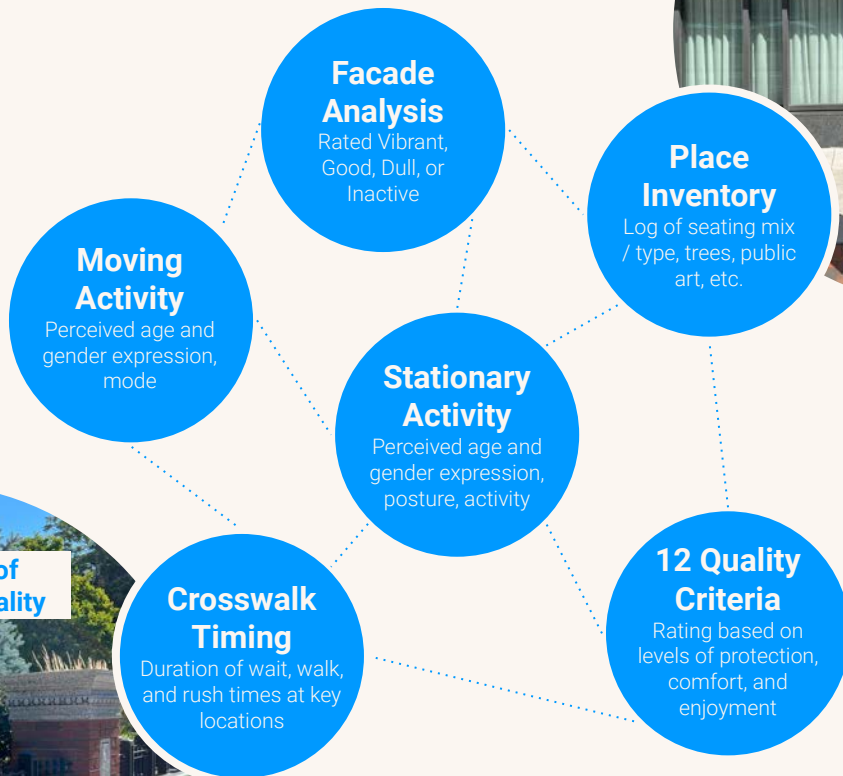 Facade
Analysis
Rated Vibrant,
Good, Dull, or
Inactive
Place
Inventory
Log of seating mix
/ type, trees, public
art, etc.
Moving
Activity
Perceived age and
gender expression,
mode
Stationary
Activity
Perceived age and
gender expression,
posture, activity
of
ality
Crosswalk
Timing
Duration of wait, walk,
and rush times at key
locations
12 Quality
Criteria
Rating based on
levels of protection,
comfort, and
enjoyment